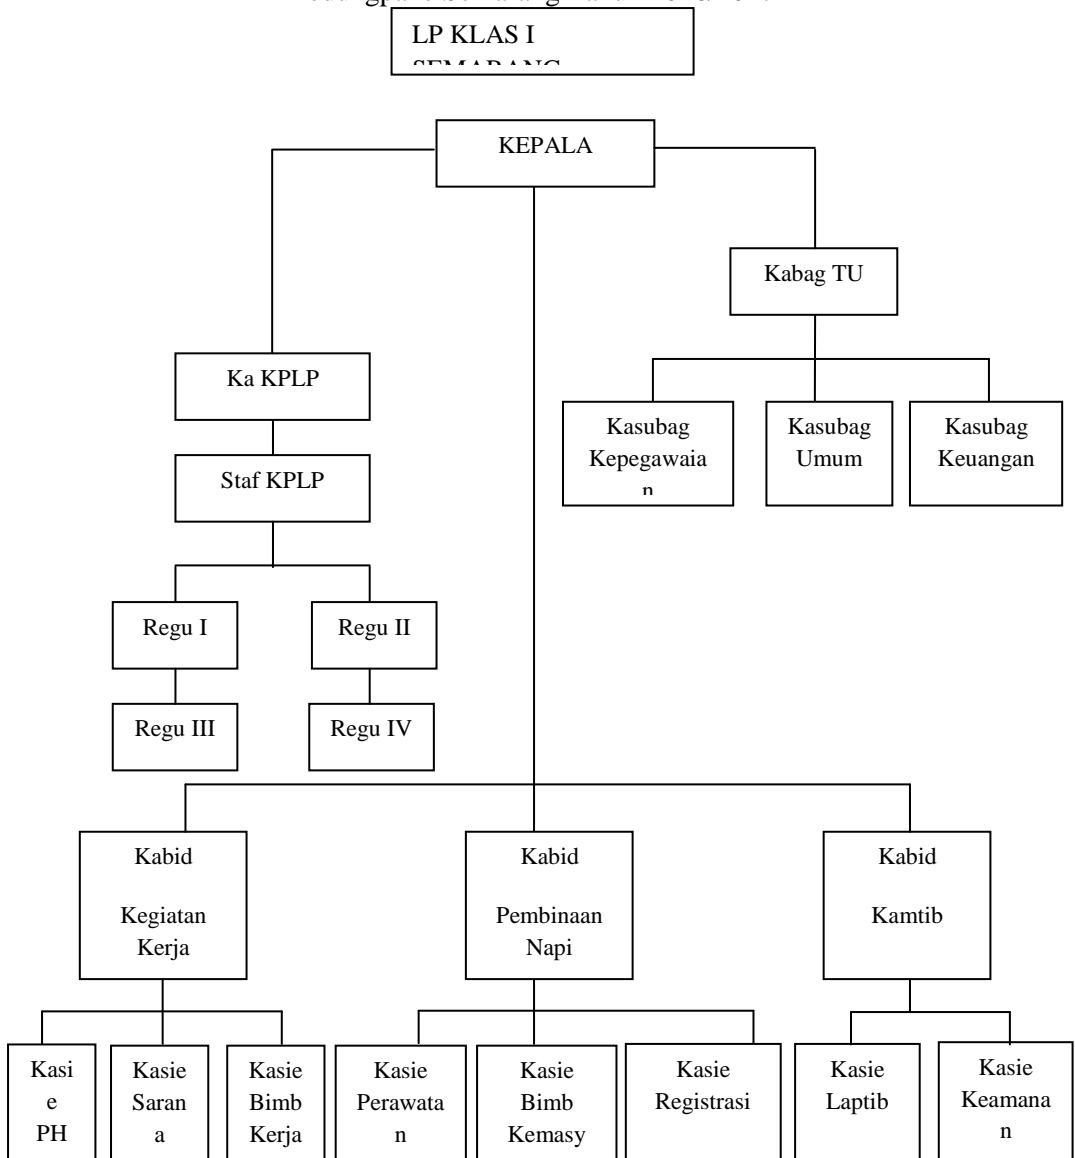 LP KLAS I
SEMARANG
KEPALA
Kabag TU
Ka KPLP
Kasubag
Kepegawaia
n
Kasubag
Umum
Kasubag
Keuangan
Staf KPLP
Regu I
Regu II
Regu III
Regu IV
Kabid
Kegiatan
Kerja
Kabid
Pembinaan
Napi
Kabid
Kamtib
Kasi
e
PH
Kasie
Saran
a
Kasie
Bimb
Kerja
Kasie
Perawata
n
Kasie
Bimb
Kemasy
Kasie
Registrasi
Kasie
Laptib
Kasie
Keamana
n